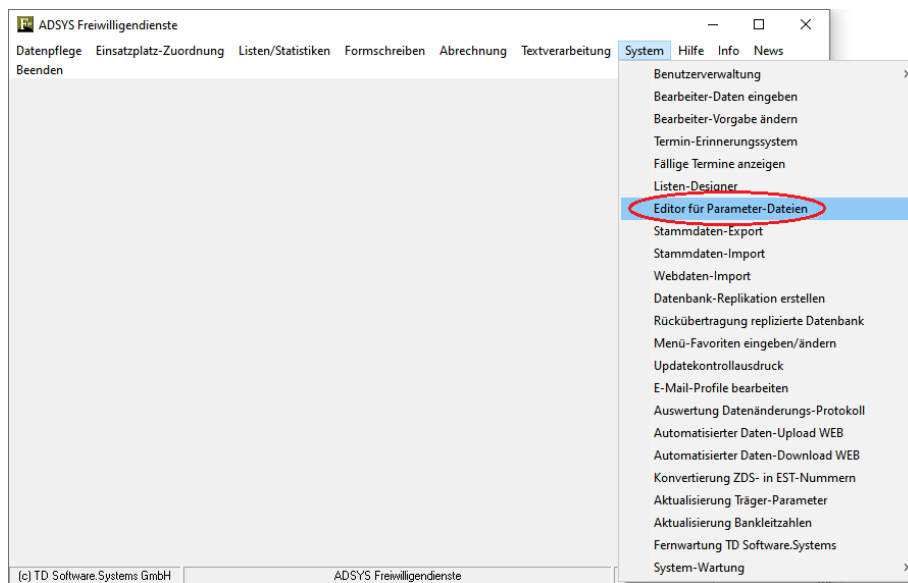 ADSYS Freiwilligendienste
Datenpflege Einsatzplatz-Zuordnung Listen/Statistiken Formschreiben Abrechnung Textverarbeitung System Hilfe Info News
Beenden
Benutzerverwaltung
Bearbeiter-Daten eingeben
Bearbeiter-Vorgabe ändern
Termin-Erinnerungssystem
Fällige Termine anzeigen
Listen-Designer
Editor für Parameter-Dateien
Stammdaten-Export
Stammdaten-Import
Webdaten-Import
Datenbank-Replikation erstellen
Rückübertragung replizierte Datenbank
Menü-Favoriten eingeben/ändern
Updatekontrollausdruck
E-Mail-Profile bearbeiten
Auswertung Datenänderungs-Protokoll
Automatisierter Daten-Upload WEB
Automatisierter Daten-Download WEB
Konvertierung ZDS- in EST-Nummern
Aktualisierung Träger-Parameter
Aktualisierung Bankleitzahlen
Fernwartung TD Software.Systems
System-Wartung
(c) TD Software.Systems GmbH ADSYS Freiwilligendienste